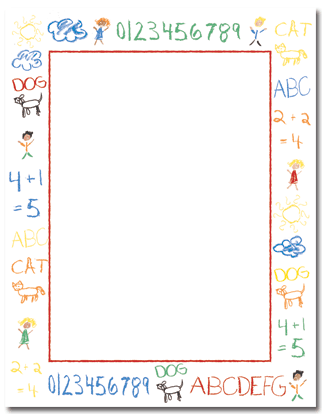 0123456789
CAT
DOG
ABC
2 + 2
= 4
4 + 1
= 5
ABC
CAT
DOG
4 + 1
= 5
2 + 2
= 4
0123456789
DOG
ABCDEFG